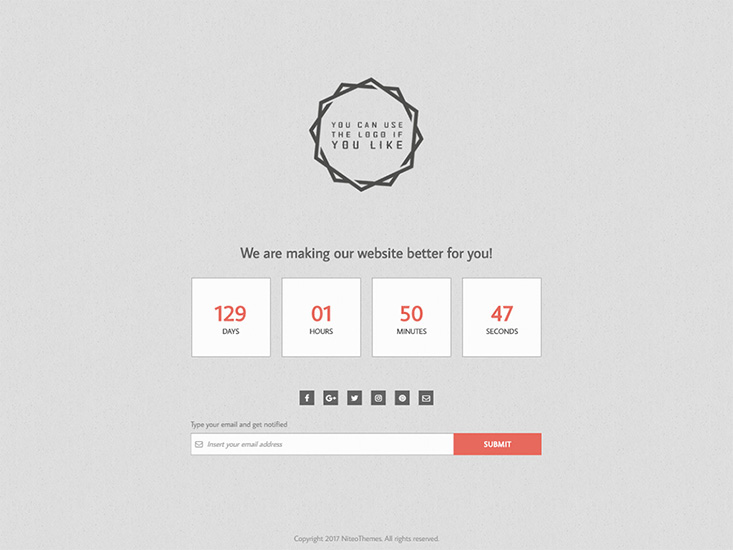 YOU CAN USE
THE LOGO IF
YOU LIKE
We are making our website better for you!
129 01 50 47
DAYS HOURS MINUTES SECONDS
Type your email and get notified
Insert your email address SUBMIT
Copyright 2017 NiteoThemes. All rights reserved.